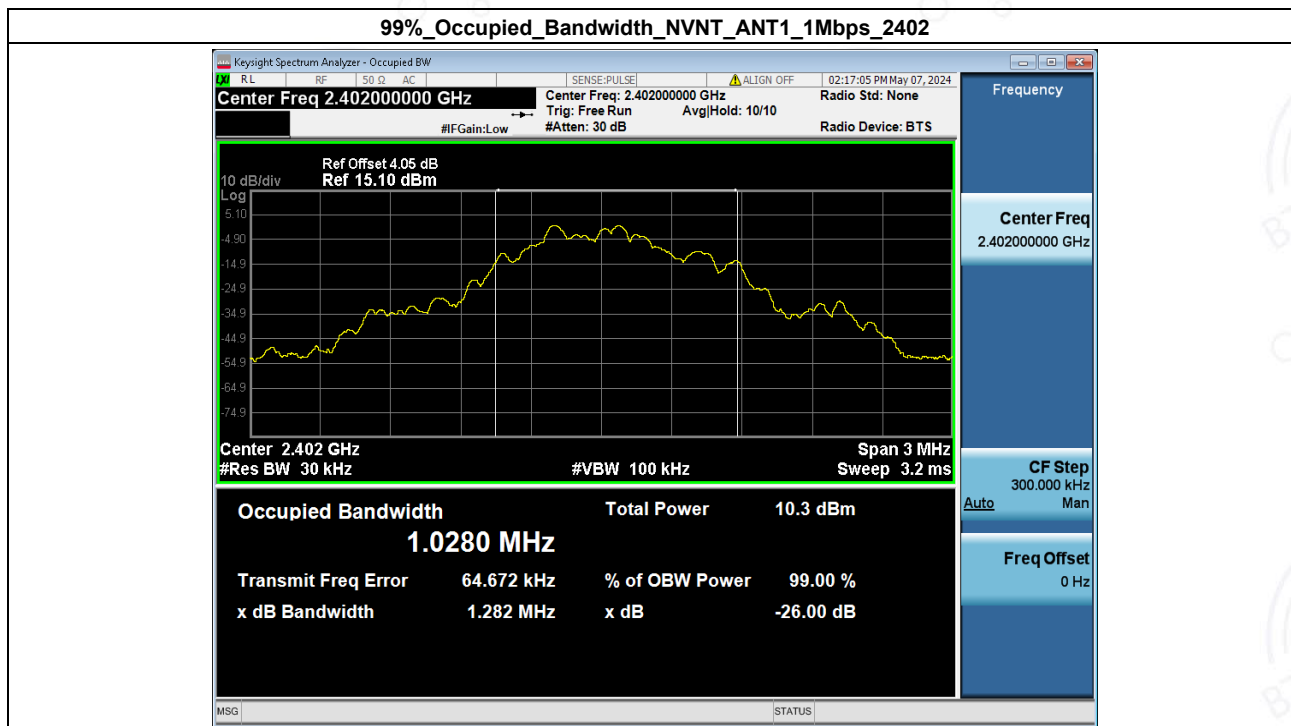 99%_Occupied_Bandwidth_NVNT_ANT1_1Mbps_2402
Keysight Spectrum Analyzer - Occupied BW
LXI RL RF 50 Ω AC SENSE:PULSE ALIGN OFF 02:17:05 PM May 07, 2024
Center Freq 2.402000000 GHz
Center Freq: 2.402000000 GHz
Radio Std: None
Trig: Free Run Avg|Hold: 10/10
#IFGain:Low
#Atten: 30 dB
Radio Device: BTS
Frequency
Ref Offset 4.05 dB
10 dB/div Ref 15.10 dBm
Log
5.10
-4.90
-14.9
-24.9
-34.9
-44.9
-54.9
-64.9
-74.9
Center 2.402 GHz Span 3 MHz
#Res BW 30 kHz #VBW 100 kHz Sweep 3.2 ms
Occupied Bandwidth Total Power 10.3 dBm
1.0280 MHz
Transmit Freq Error 64.672 kHz % of OBW Power 99.00 %
x dB Bandwidth 1.282 MHz x dB -26.00 dB
Center Freq
2.402000000 GHz
CF Step
300.000 kHz
Auto Man
Freq Offset
0 Hz
MSG STATUS